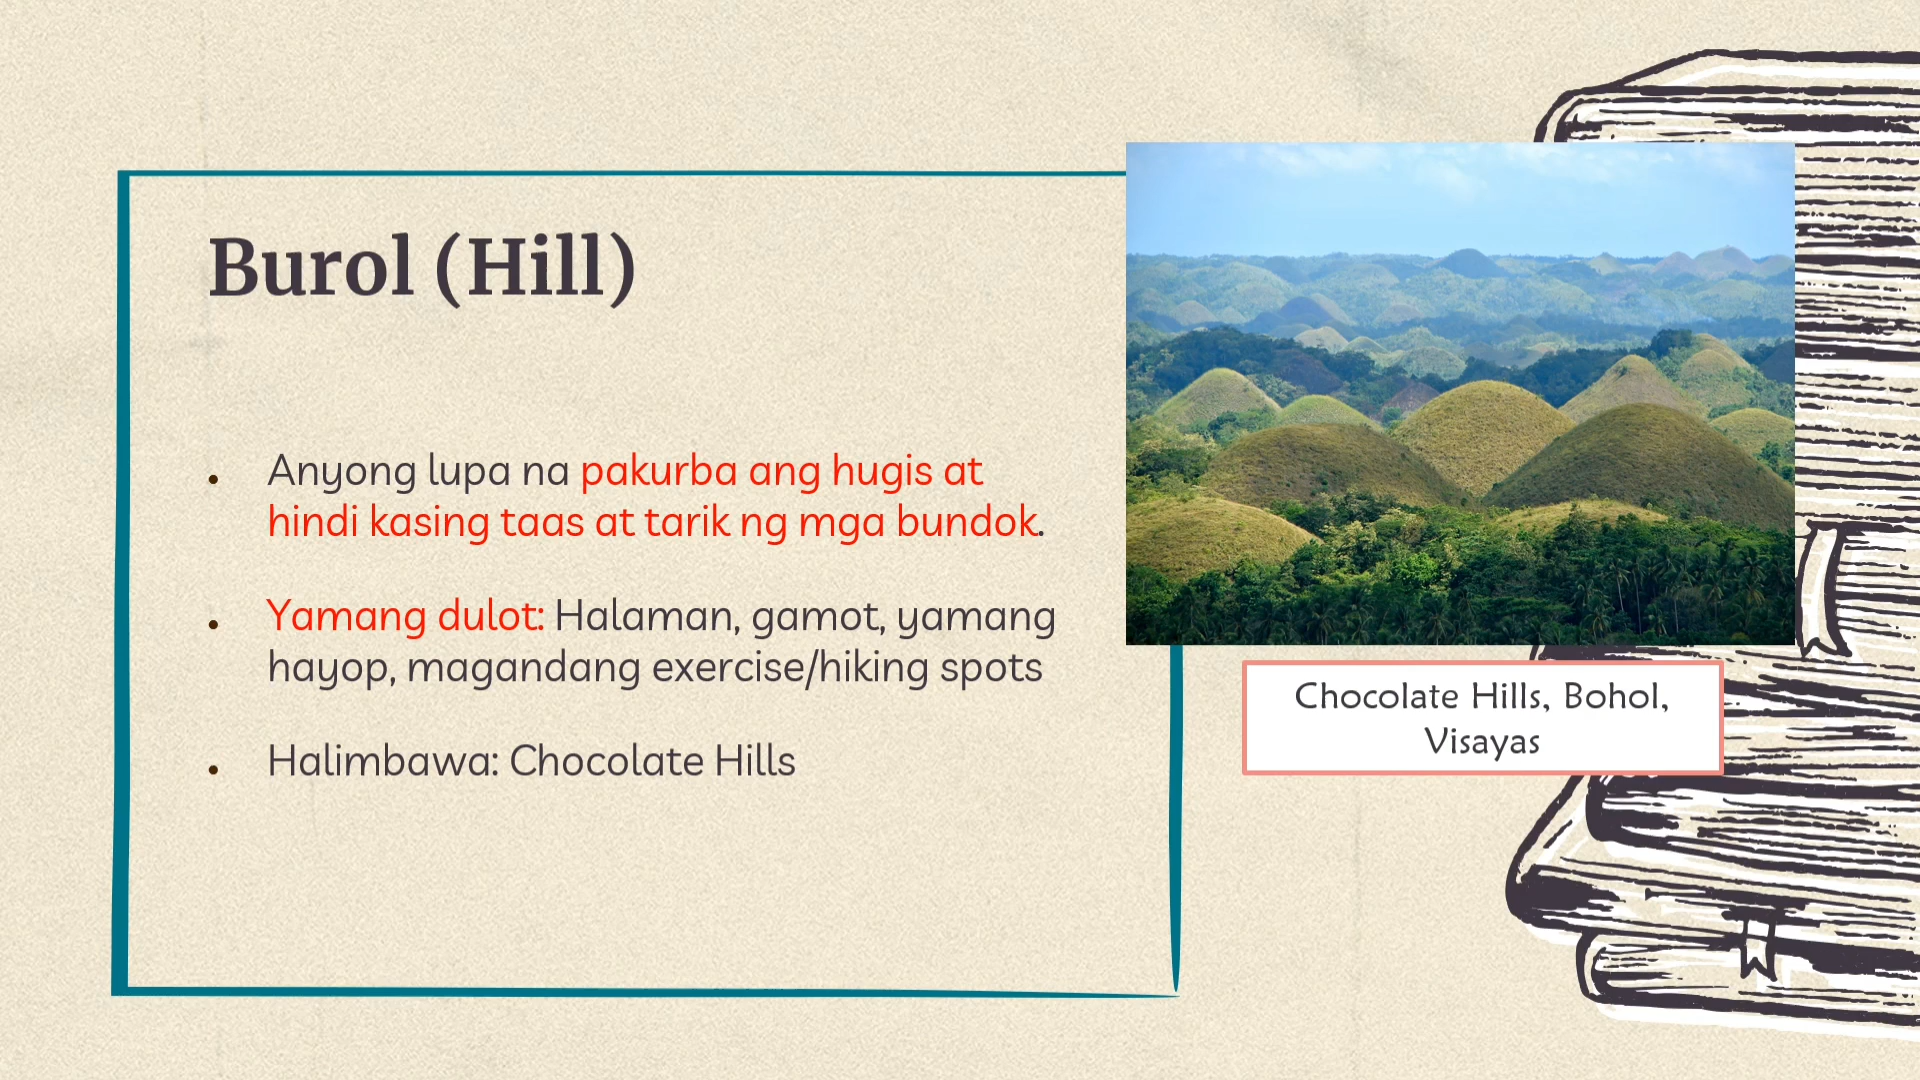 Burol (Hill)
Anyong lupa na pakurba ang hugis at
hindi kasing taas at tarik ng mga bundok.
Yamang dulot: Halaman, gamot, yamang
hayop, magandang exercise/hiking spots
Halimbawa: Chocolate Hills
Chocolate Hills, Bohol,
Visayas